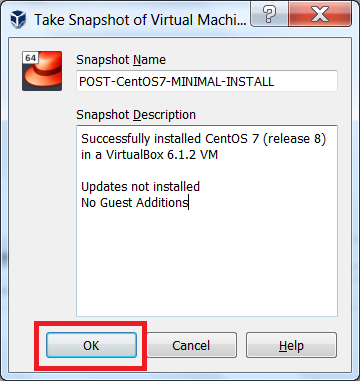 Take Snapshot of Virtual Machi...
64
Snapshot Name
POST-CentOS7-MINIMAL-INSTALL
Snapshot Description
Successfully installed CentOS 7 (release 8)
in a VirtualBox 6.1.2 VM
Updates not installed
No Guest Additions
OK
Cancel
Help